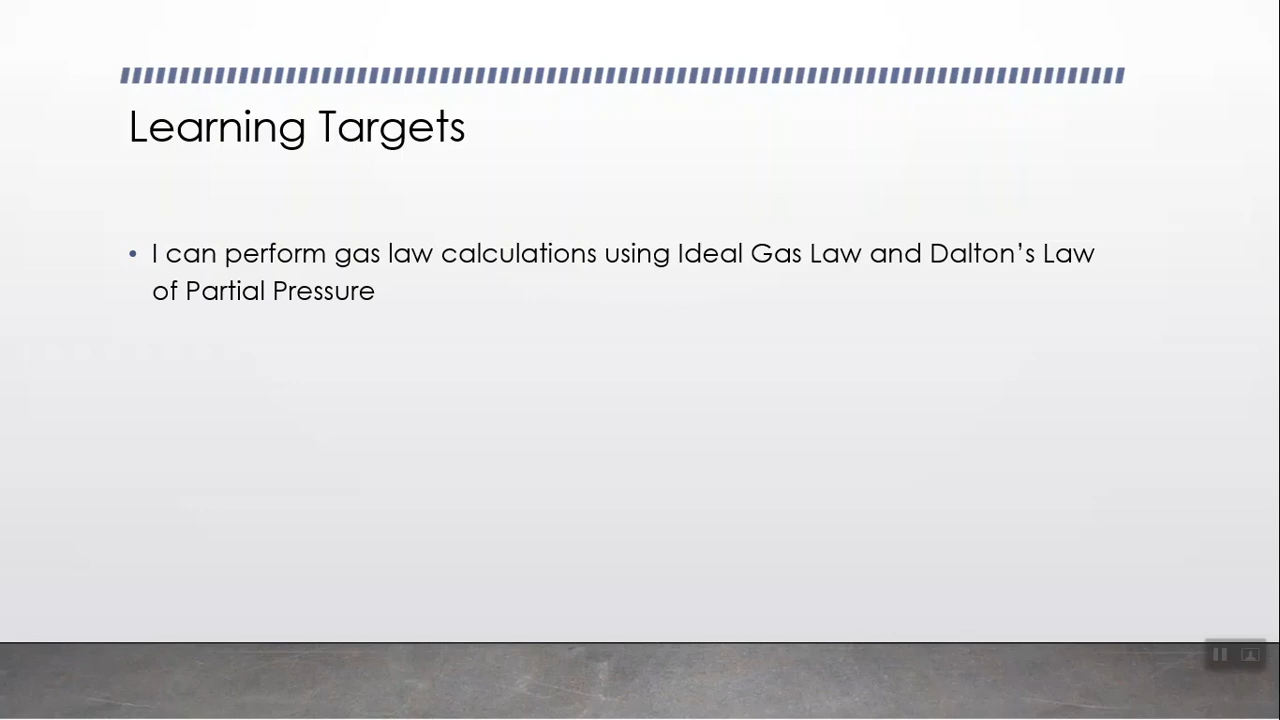 Learning Targets
• I can perform gas law calculations using Ideal Gas Law and Dalton’s Law
of Partial Pressure